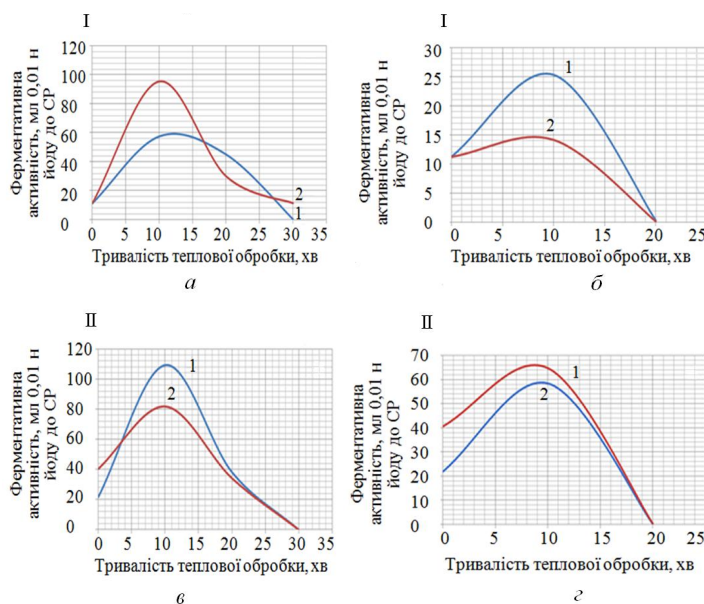 I
Ферментативна
активність, мл 0,01 н
йоду до СР
120
100
80
60
40
20
0
2
1
0 5 10 15 20 25 30 35
Тривалість теплової обробки, хв
а
I
Ферментативна
активність, мл 0,01 н
йоду до СР
30
25
20
15
10
5
0
1
2
0 5 10 15 20 25
Тривалість теплової обробки, хв
б
II
Ферментативна
активність, мл 0,01 н
йоду до СР
120
100
80
60
40
20
0
1
2
0 5 10 15 20 25 30 35
Тривалість теплової обробки, хв
в
II
Ферментативна
активність, мл 0,01 н
йоду до СР
70
60
50
40
30
20
10
0
1
2
0 5 10 15 20 25
Тривалість теплової обробки, хв
г